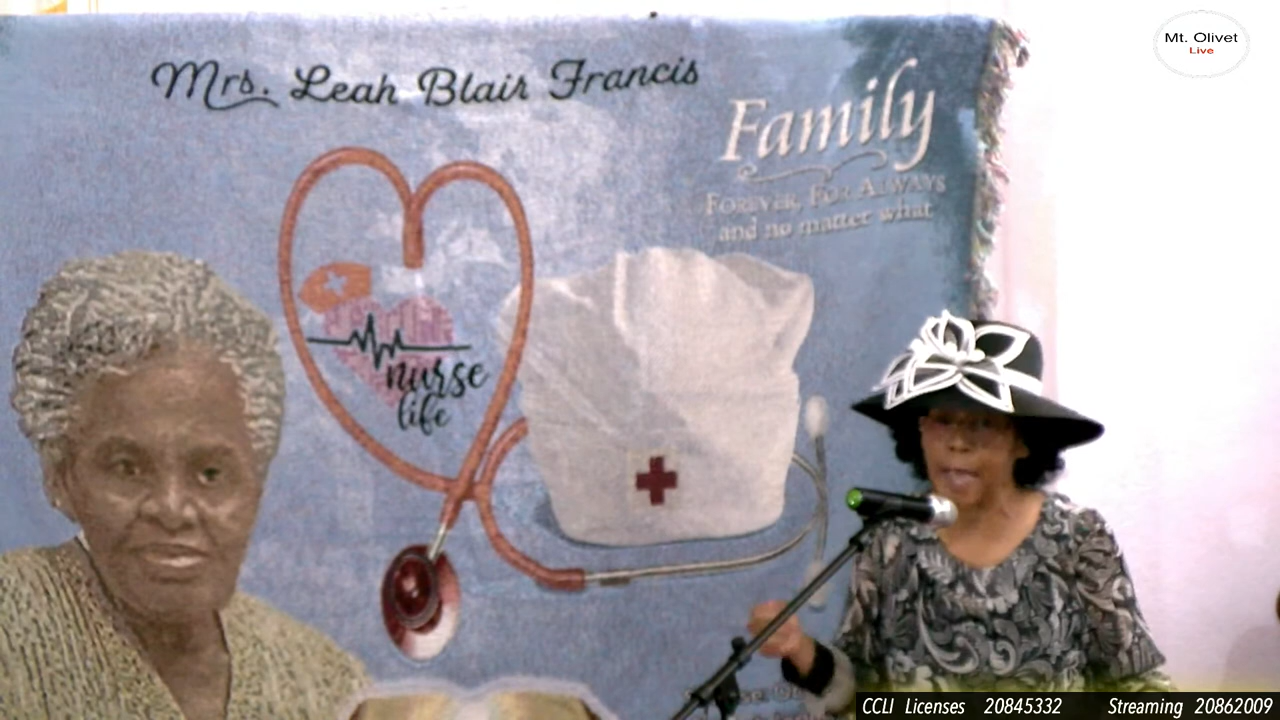 Mrs. Leah Blair Francis
Mt. Olivet
Live
Family
FOREVER, FOR ALWAYS
and no matter what
nurse
life
CCLI Licenses 20845332 Streaming 20862009